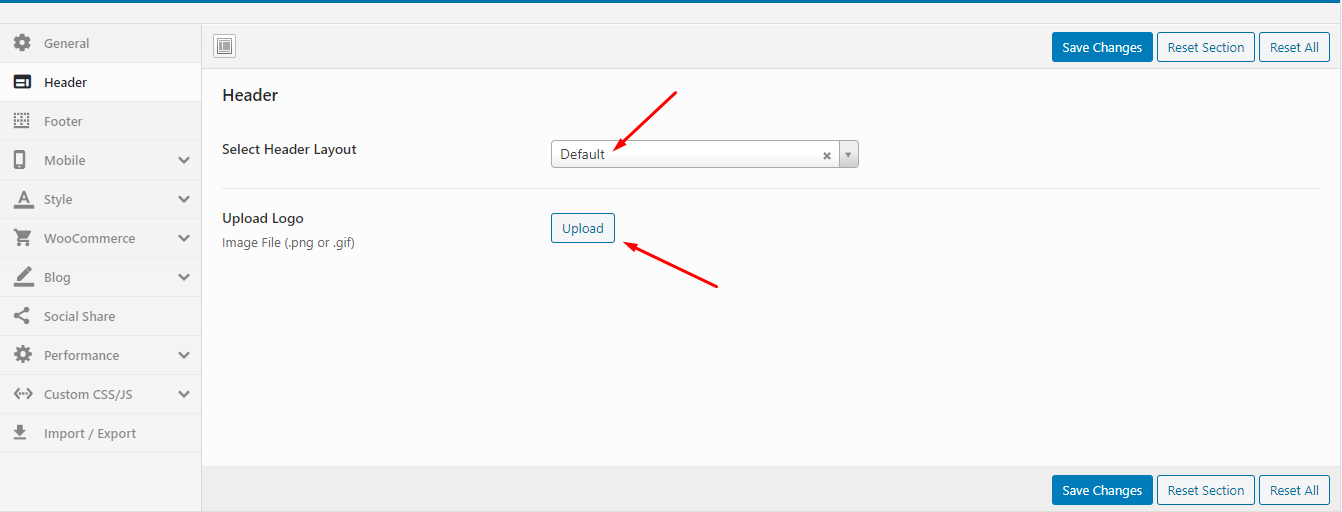 General
Header
Footer
Mobile
Style
WooCommerce
Blog
Social Share
Performance
Custom CSS/JS
Import / Export
Save Changes
Reset Section
Reset All
Header
Select Header Layout
Default
Upload Logo
Image File (.png or .gif)
Upload
Save Changes
Reset Section
Reset All